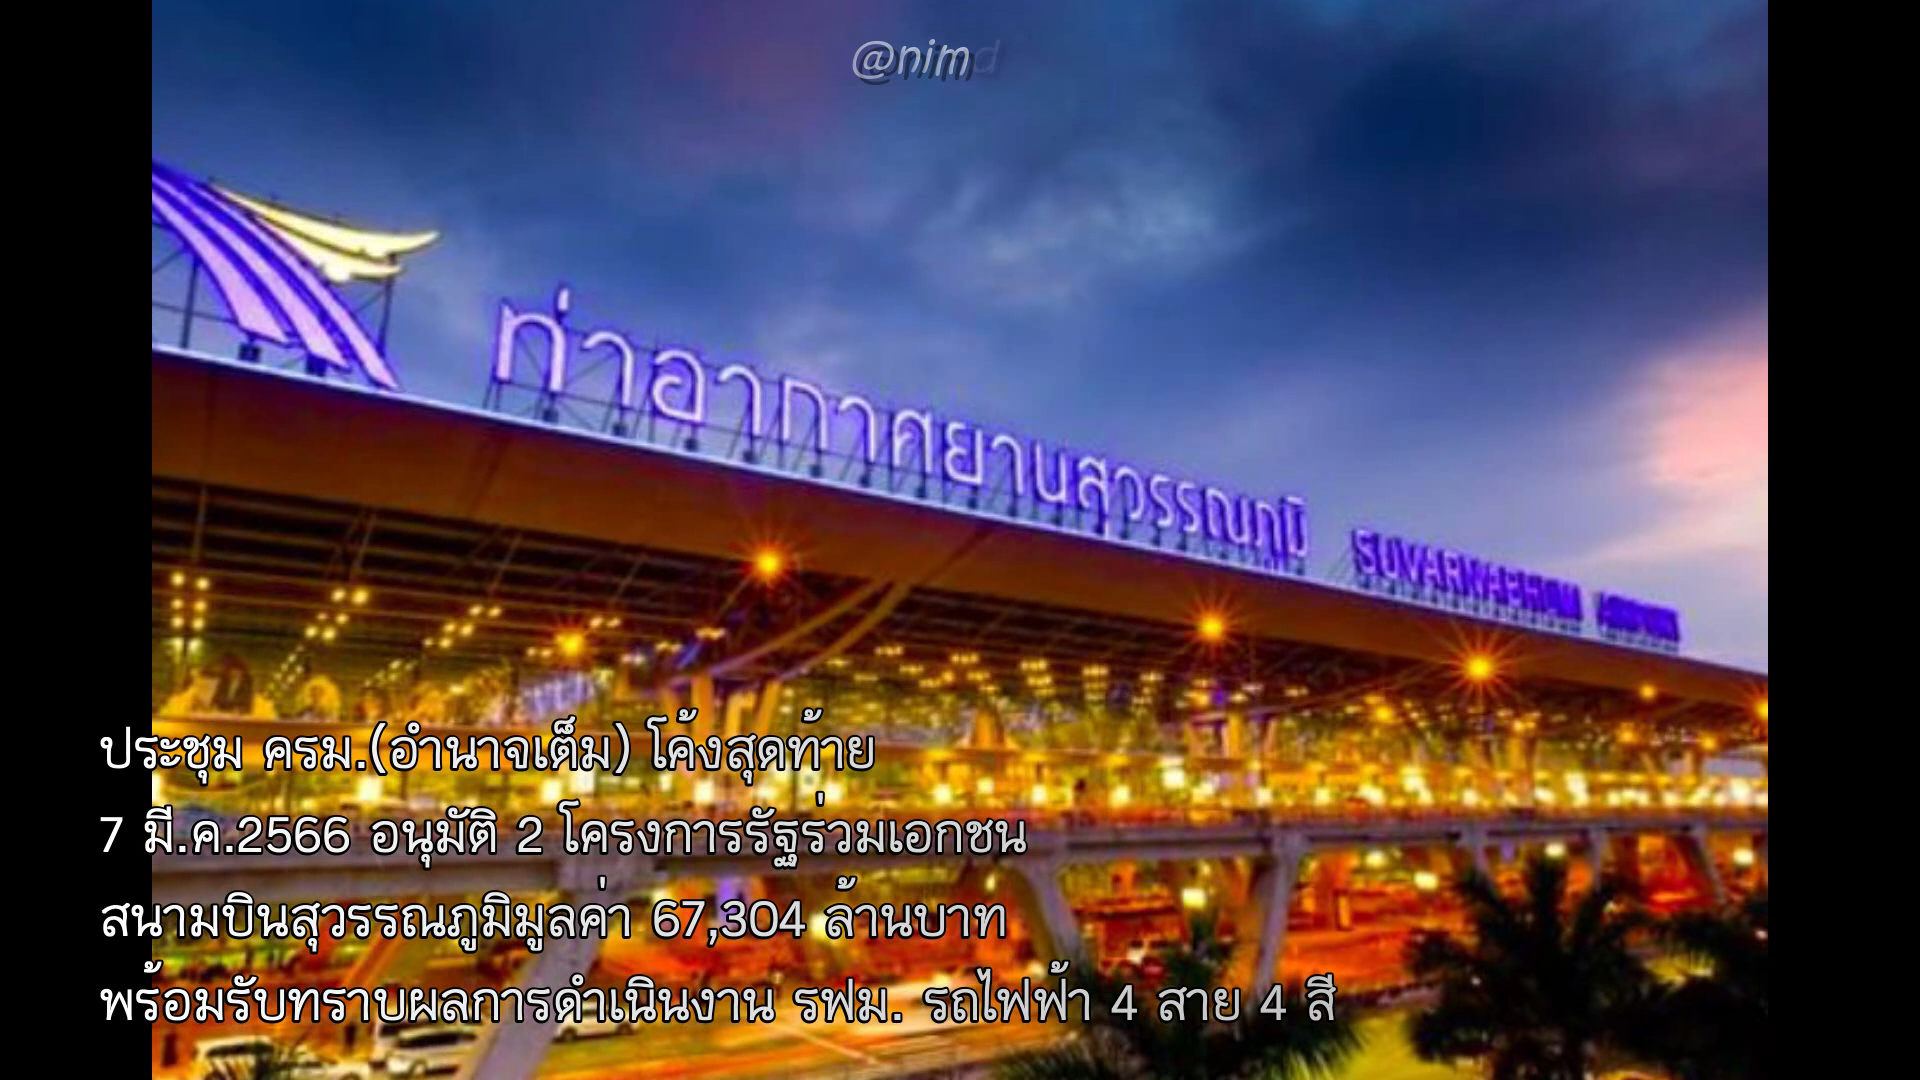 @nim
ท่าอากาศยานสุวรรณภูมิ SUVARNABHUMI AIRPORT
ประชุม ครม.(อำนาจเต็ม) โค้งสุดท้าย
7 มี.ค.2566 อนุมัติ 2 โครงการรัฐร่วมเอกชน
สนามบินสุวรรณภูมิมูลค่า 67,304 ล้านบาท
พร้อมรับทราบผลการดำเนินงาน รฟม. รถไฟฟ้า 4 สาย 4 สี